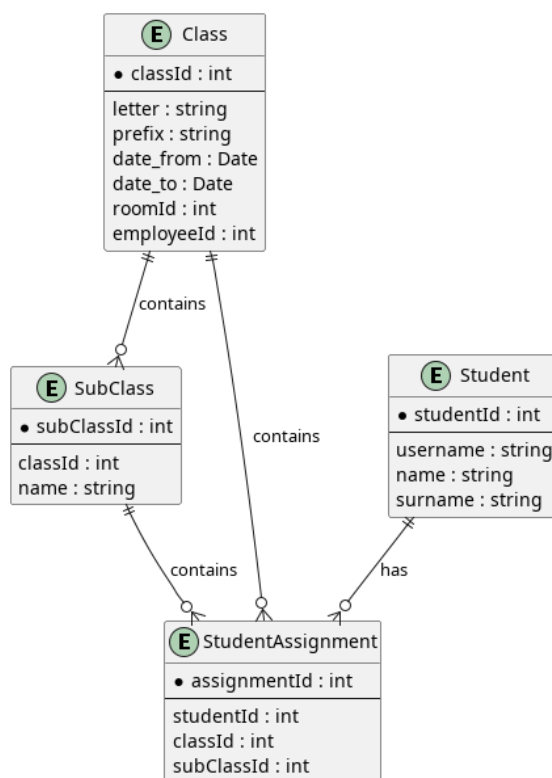 E Class
classId : int
letter : string
prefix : string
date_from : Date
date_to : Date
roomId : int
employeeId : int
contains
E SubClass
subClassId : int
classId : int
name : string
contains
E Student
studentId : int
username : string
name : string
surname : string
contains
has
E StudentAssignment
assignmentId : int
studentId : int
classId : int
subClassId : int